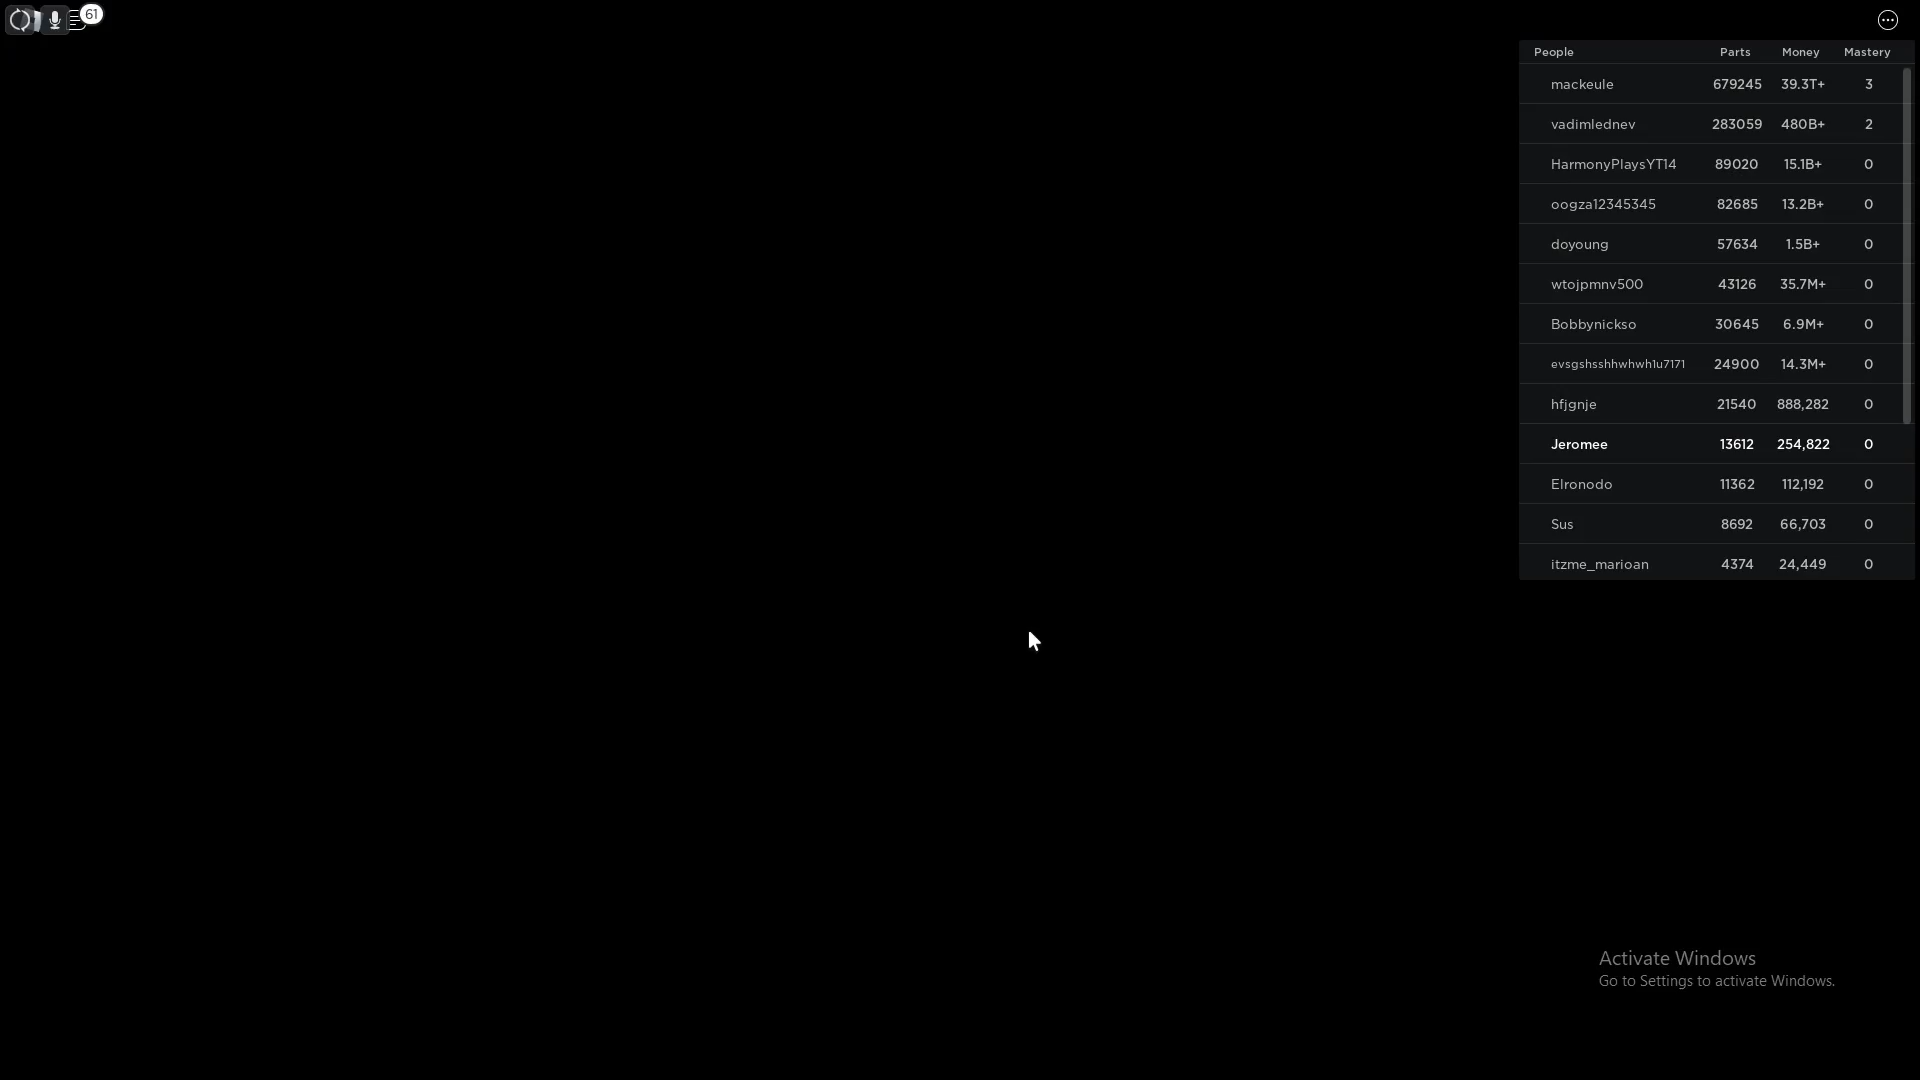 61
People Parts Money Mastery
mackeule 679245 39.3T+ 3
vadimlednev 283059 480B+ 2
HarmonyPlaysYT14 89020 15.1B+ 0
oogza12345345 82685 13.2B+ 0
doyoung 57634 1.5B+ 0
wtojpmnv500 43126 35.7M+ 0
Bobbynickso 30645 6.9M+ 0
evsgshsshhwhwh1u7171 24900 14.3M+ 0
hfjgnje 21540 888,282 0
Jeromee 13612 254,822 0
Elronodo 11362 112,192 0
Sus 8692 66,703 0
itzme_marioan 4374 24,449 0
Activate Windows
Go to Settings to activate Windows.